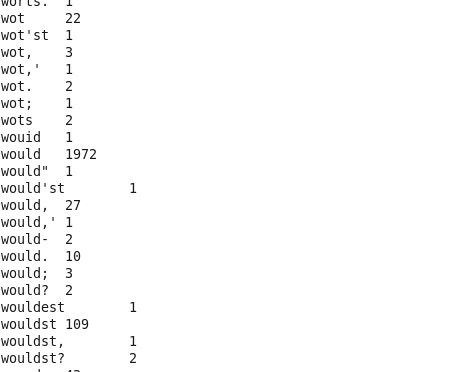 worts.	1
wot	22
wot'st	1
wot,	3
wot,'	1
wot.	2
wot;	1
wots	2
wouid	1
would	1972
would"	1
would'st	1
would,	27
would,'	1
would-	2
would.	10
would;	3
would?	2
wouldest	1
wouldst	109
wouldst,	1
wouldst?	2